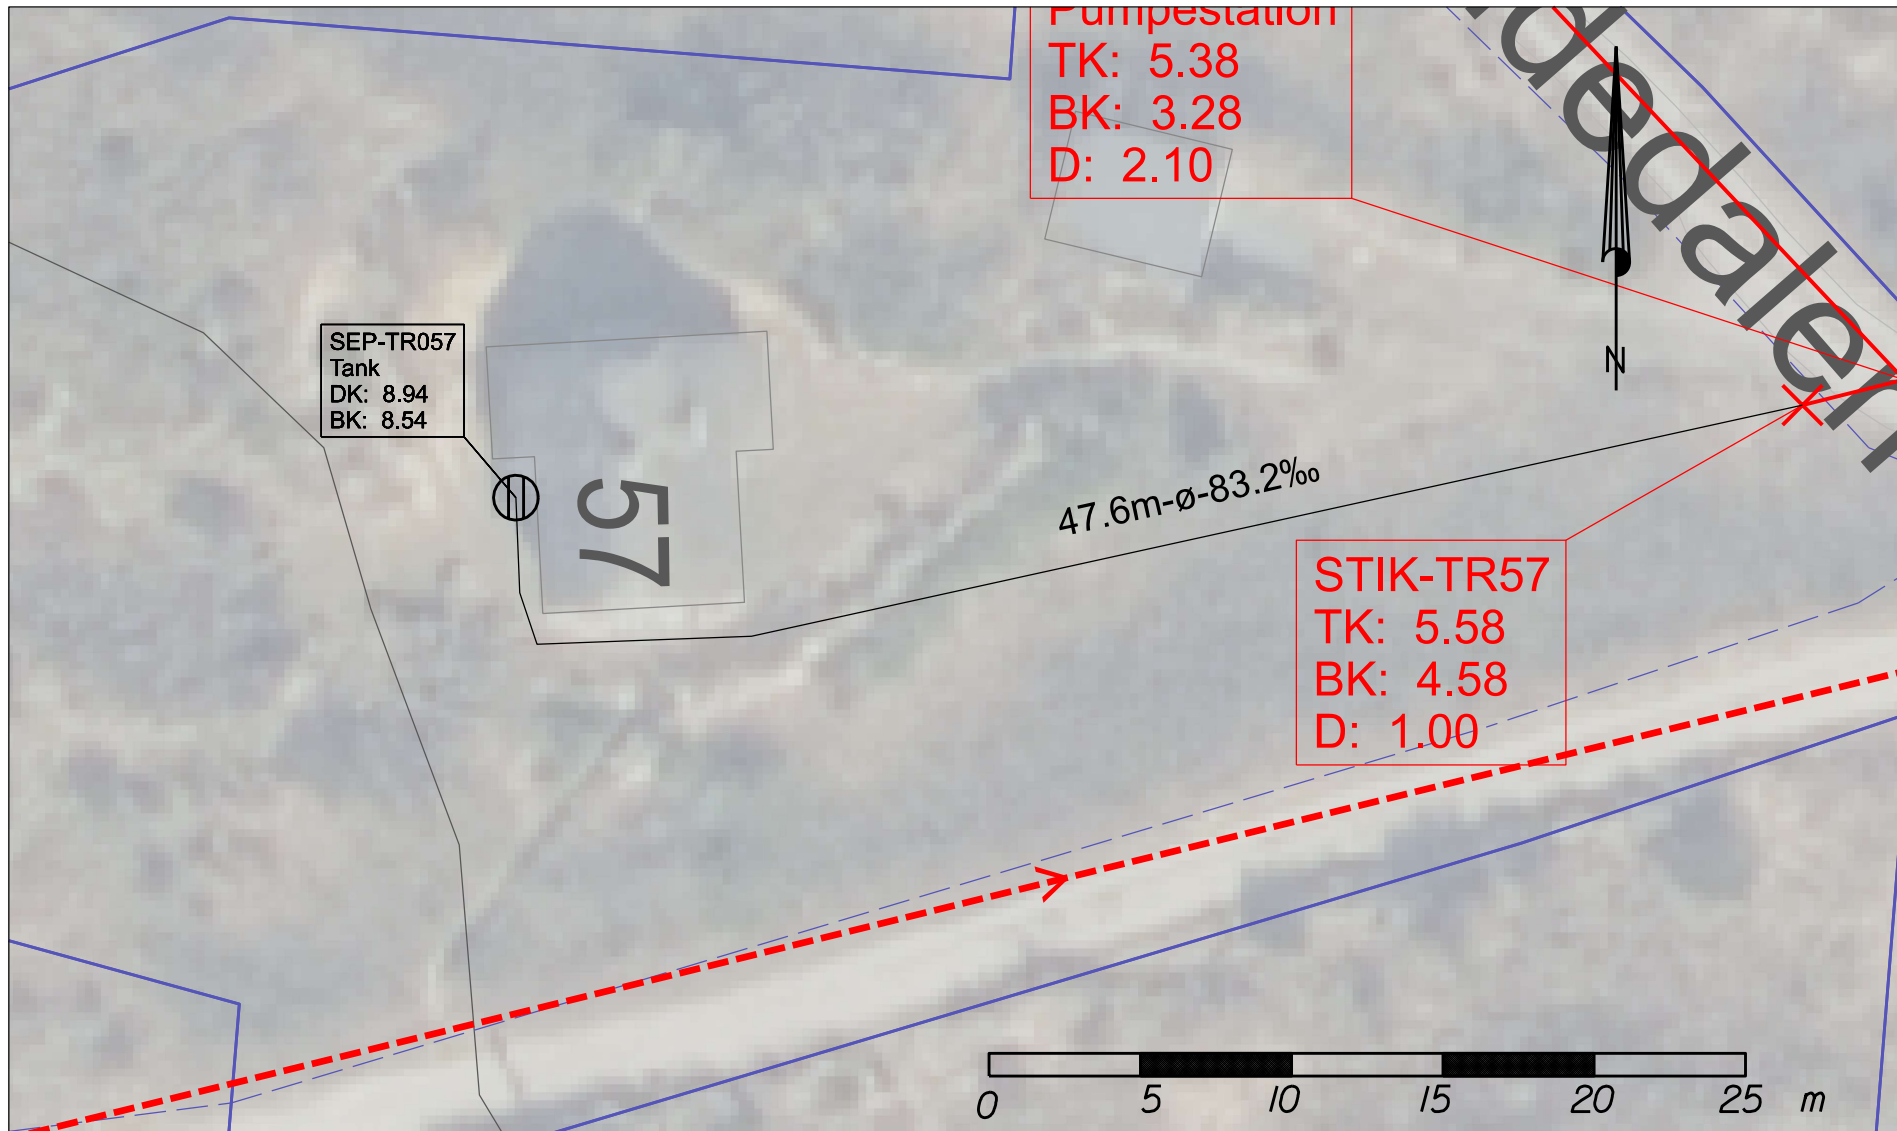 Pumpestation
TK: 5.38
BK: 3.28
D: 2.10
N
SEP-TR057
Tank
DK: 8.94
BK: 8.54
57
47.6m-ø-83.2‰
STIK-TR57
TK: 5.58
BK: 4.58
D: 1.00
0 5 10 15 20 25 m